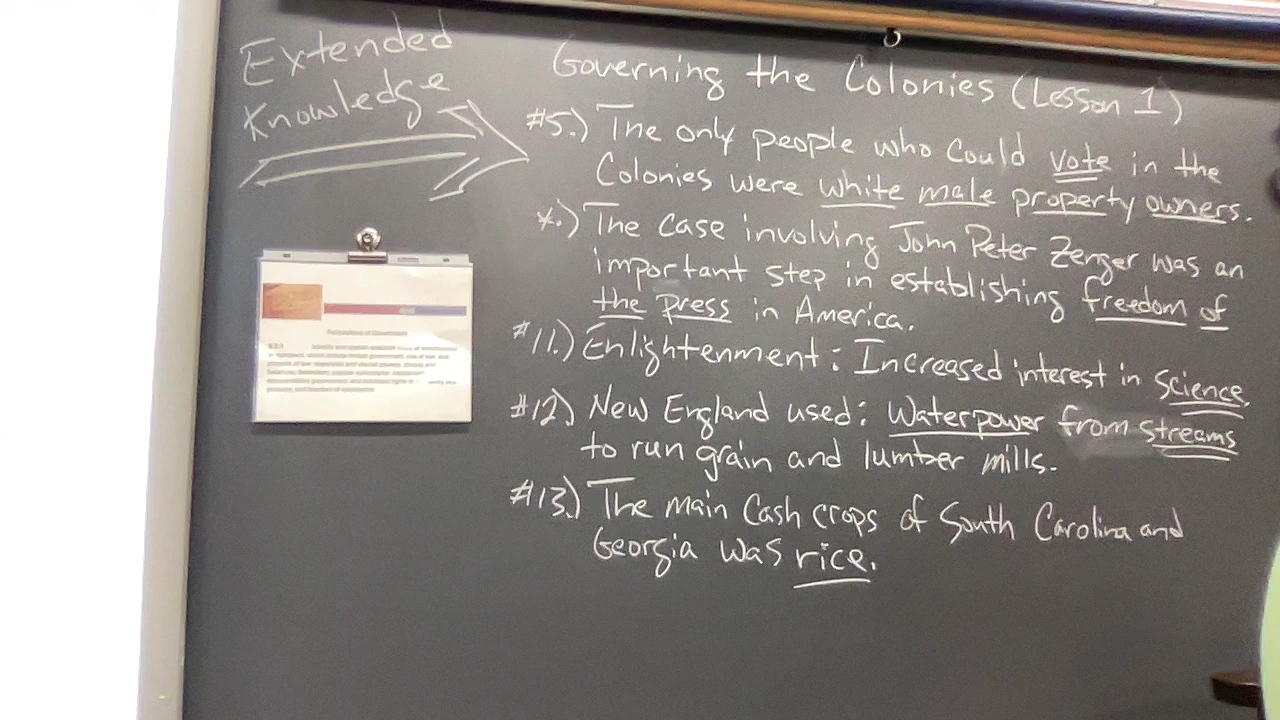 Extended
Knowledge
Governing the Colonies (Lesson 1)
#5.) The only people who could vote in the
Colonies were white male property owners.
*.) The case involving John Peter Zenger was an
important step in establishing freedom of
the press in America.
#11.) Enlightenment: Increased interest in Science.
#12.) New England used: Waterpower from streams
to run grain and lumber mills.
#13.) The main Cash crops of South Carolina and
Georgia was rice.
Foundations of Government